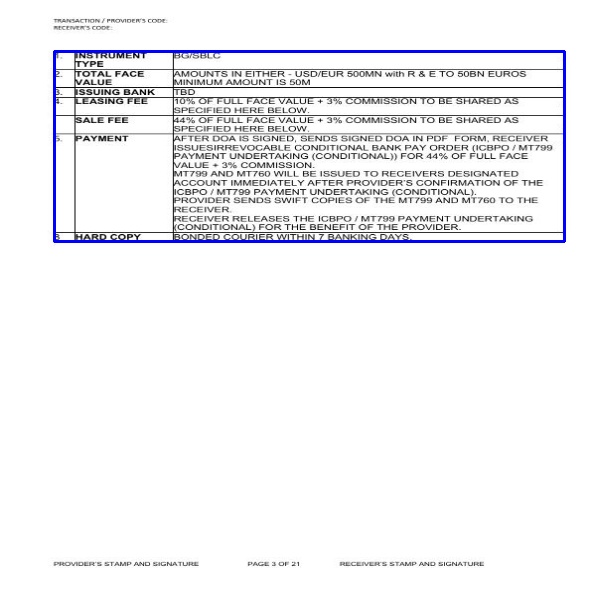 TRANSACTION / PROVIDER'S CODE:
RECEIVER'S CODE:
1. INSTRUMENT TYPE BG/SBLC
2. TOTAL FACE VALUE AMOUNTS IN EITHER - USD/EUR 500MN with R & E TO 50BN EUROS
MINIMUM AMOUNT IS 50M
3. ISSUING BANK TBD
4. LEASING FEE 10% OF FULL FACE VALUE + 3% COMMISSION TO BE SHARED AS
SPECIFIED HERE BELOW.
SALE FEE 44% OF FULL FACE VALUE + 3% COMMISSION TO BE SHARED AS
SPECIFIED HERE BELOW.
5. PAYMENT AFTER DOA IS SIGNED, SENDS SIGNED DOA IN PDF FORM, RECEIVER
ISSUESIRREVOCABLE CONDITIONAL BANK PAY ORDER (ICBPO / MT799
PAYMENT UNDERTAKING (CONDITIONAL)) FOR 44% OF FULL FACE
VALUE + 3% COMMISSION.
MT799 AND MT760 WILL BE ISSUED TO RECEIVERS DESIGNATED
ACCOUNT IMMEDIATELY AFTER PROVIDER'S CONFIRMATION OF THE
ICBPO / MT799 PAYMENT UNDERTAKING (CONDITIONAL).
PROVIDER SENDS SWIFT COPIES OF THE MT799 AND MT760 TO THE
RECEIVER.
RECEIVER RELEASES THE ICBPO / MT799 PAYMENT UNDERTAKING
(CONDITIONAL) FOR THE BENEFIT OF THE PROVIDER.
HARD COPY BONDED COURIER WITHIN 7 BANKING DAYS.
PROVIDER'S STAMP AND SIGNATURE PAGE 3 OF 21 RECEIVER'S STAMP AND SIGNATURE